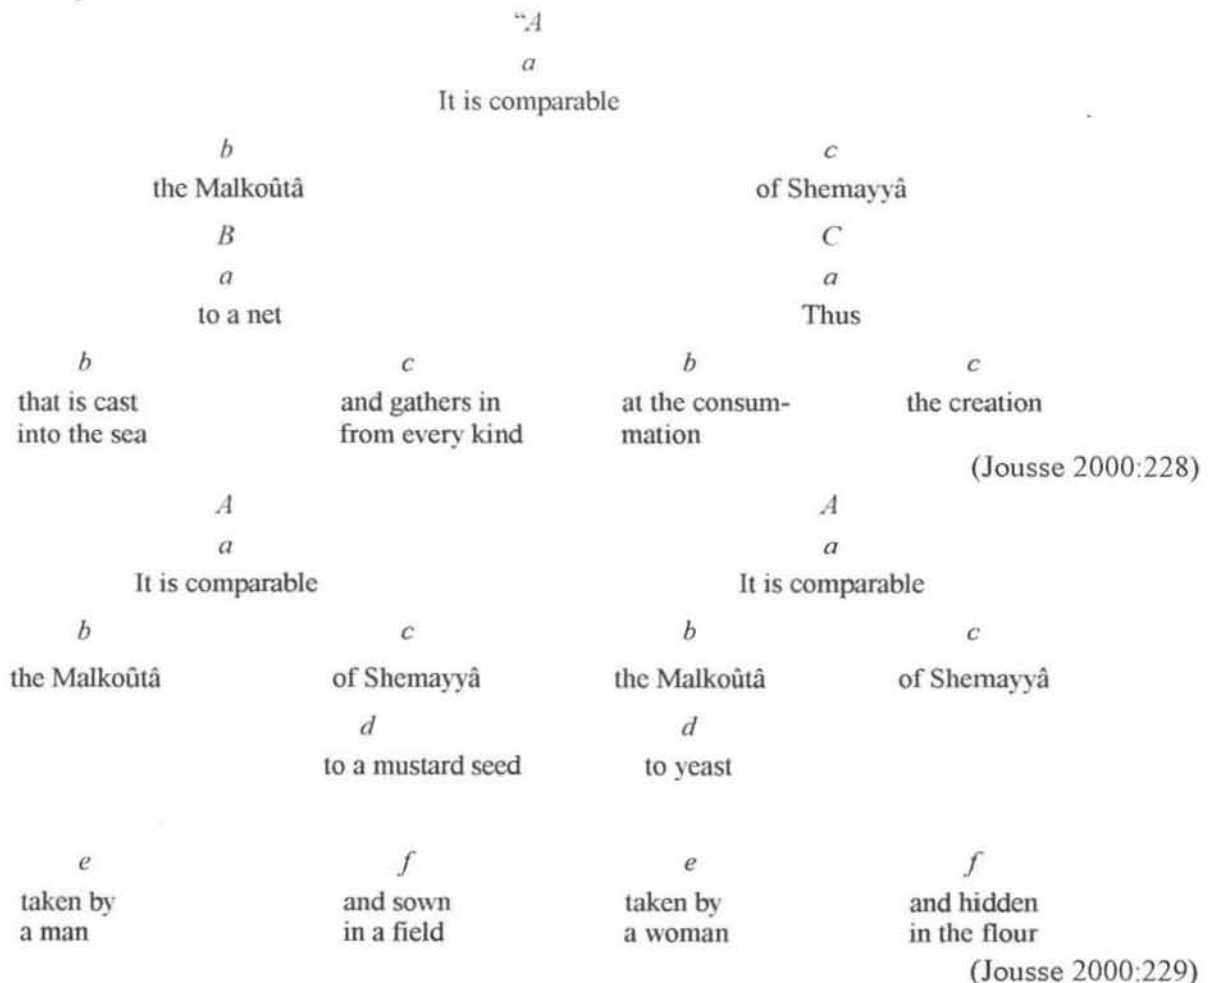 “A
a
It is comparable
b c
the Malkoûtâ of Shemayyâ
B C
a a
to a net Thus
b c b c
that is cast and gathers in at the consum- the creation
into the sea from every kind mation
(Jousse 2000:228)
A A
a a
It is comparable It is comparable
b c b c
the Malkoûtâ of Shemayyâ the Malkoûtâ of Shemayyâ
d d
to a mustard seed to yeast
e f e f
taken by and sown taken by and hidden
a man in a field a woman in the flour
(Jousse 2000:229)